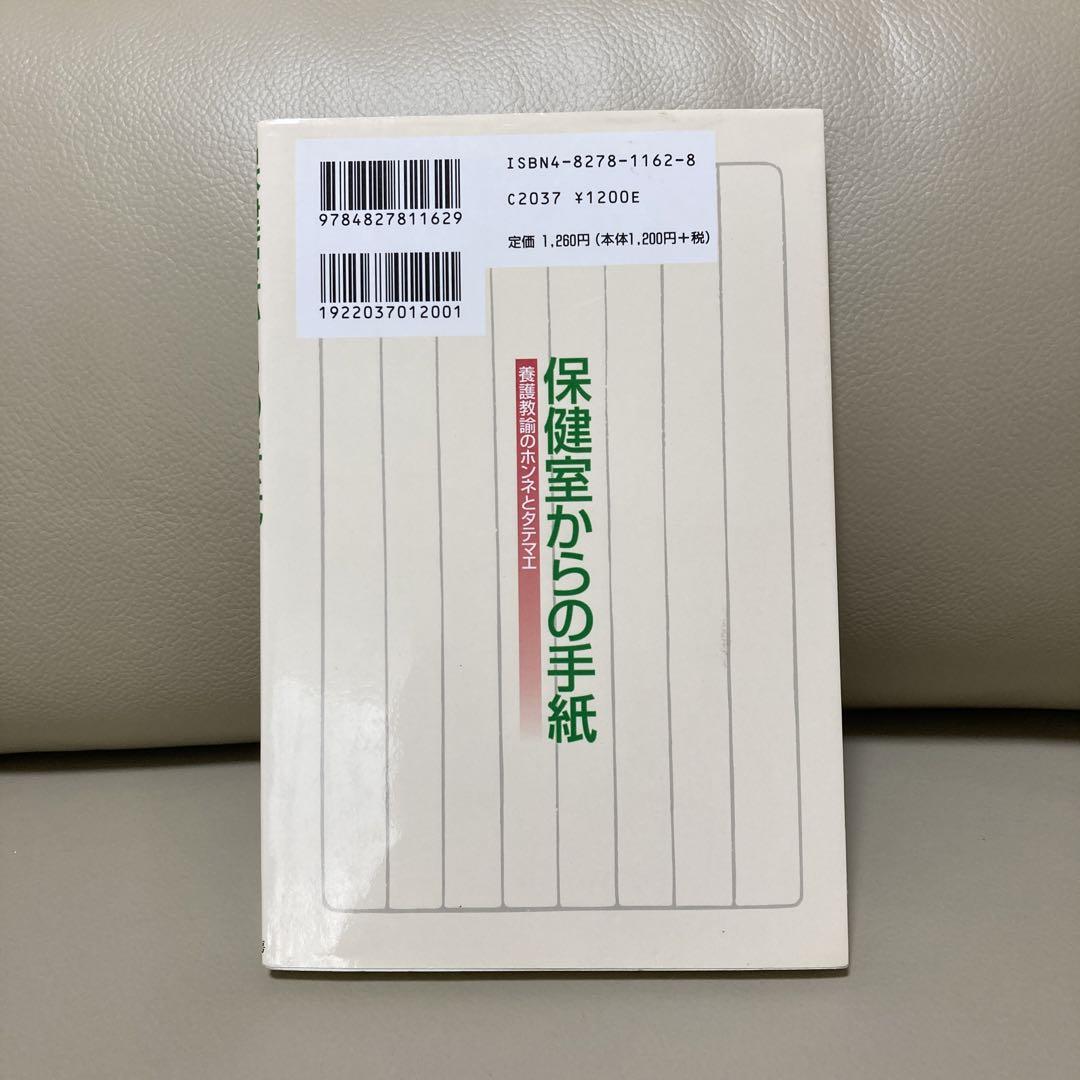 ISBN4-8278-1162-8
C2037 ¥1200E
定価 1,260円(本体1,200円+税)
9784827811629
1922037012001
保健室からの手紙
養護教諭のホンネとタテマエ